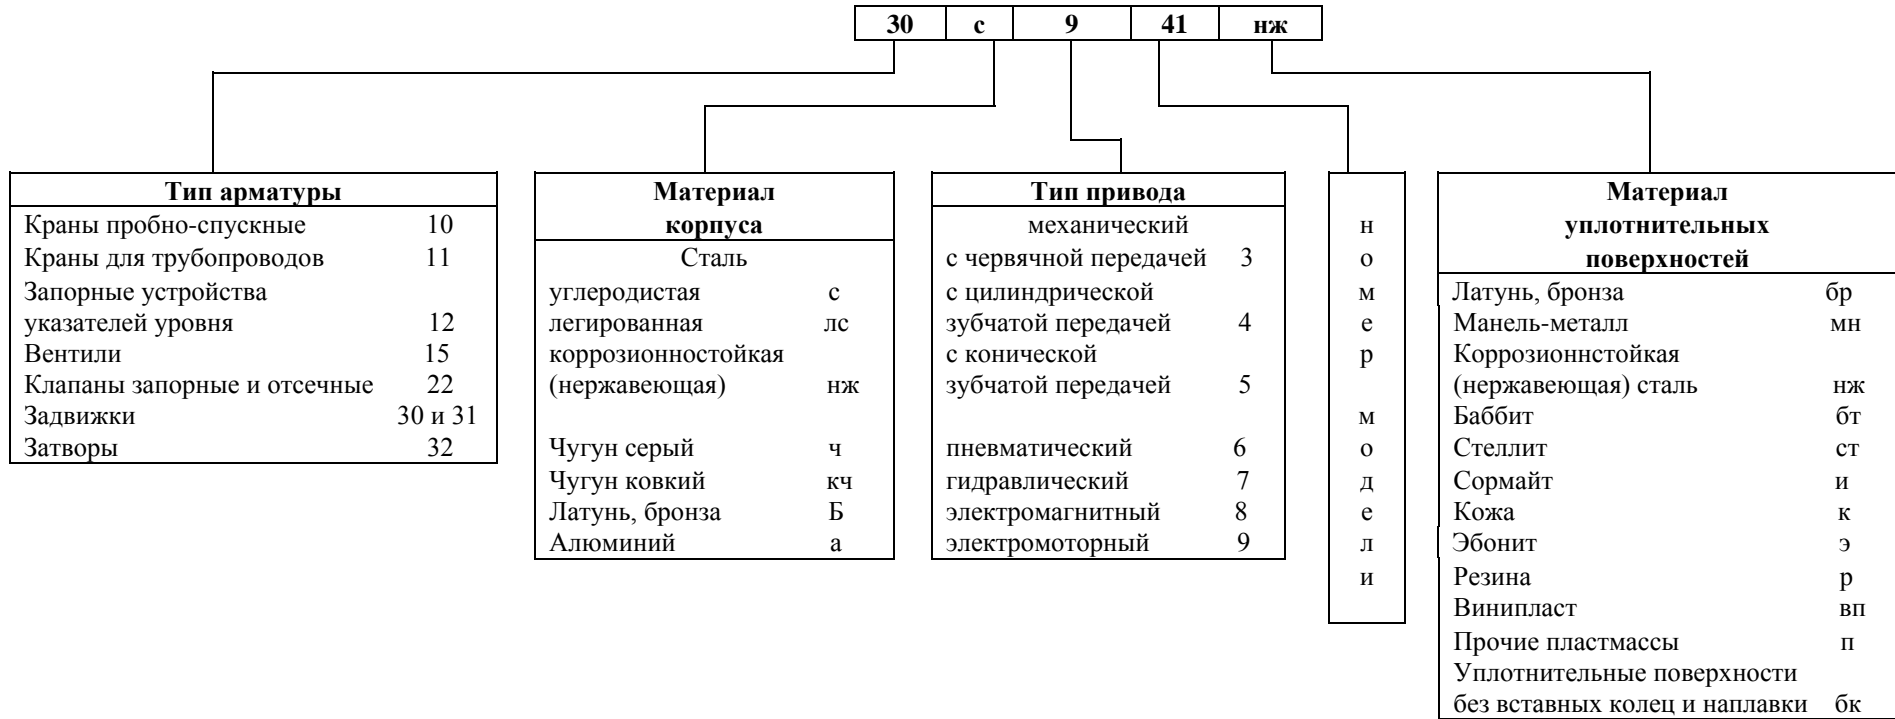 30 с 9 41 нж
Тип арматуры
Краны пробно-спускные 10
Краны для трубопроводов 11
Запорные устройства
указателей уровня 12
Вентили 15
Клапаны запорные и отсечные 22
Задвижки 30 и 31
Затворы 32
Материал
корпуса
Сталь
углеродистая с
легированная лс
коррозионностойкая
(нержавеющая) нж
Чугун серый ч
Чугун ковкий кч
Латунь, бронза Б
Алюминий а
Тип привода
механический
с червячной передачей 3
с цилиндрической
зубчатой передачей 4
с конической
зубчатой передачей 5
пневматический 6
гидравлический 7
электромагнитный 8
электромоторный 9
н
о
м
е
р
м
о
д
е
л
и
Материал
уплотнительных
поверхностей
Латунь, бронза бр
Манель-металл мн
Коррозионнстойкая
(нержавеющая) сталь нж
Баббит бт
Стеллит ст
Сормайт и
Кожа к
Эбонит э
Резина р
Винипласт вп
Прочие пластмассы п
Уплотнительные поверхности
без вставных колец и наплавки бк